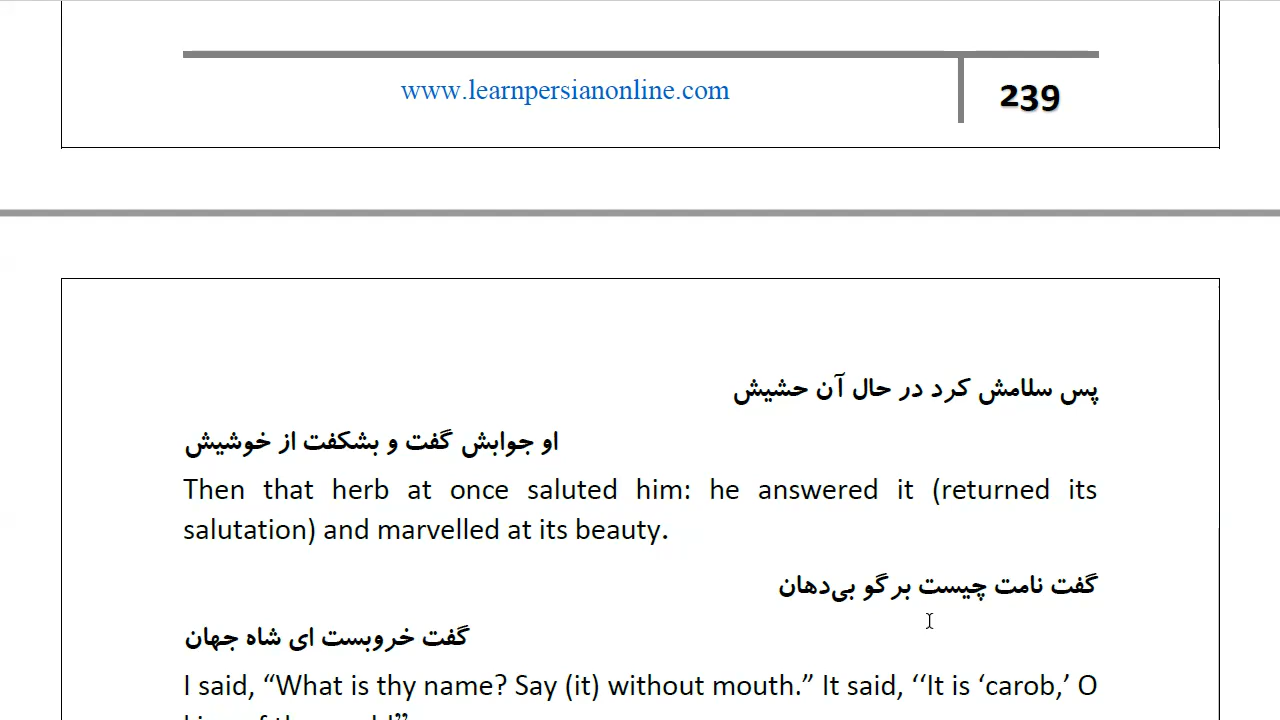 www.learnpersianonline.com
239
پس سلامش کرد در حال آن حشیش
او جوابش گفت و بشکفت از خوشیش
Then that herb at once saluted him: he answered it (returned its
salutation) and marvelled at its beauty.
گفت نامت چیست برگو بی‌دهان
گفت خروبست ای شاه جهان
I said, “What is thy name? Say (it) without mouth.” It said, ‘‘It is ‘carob,’ O